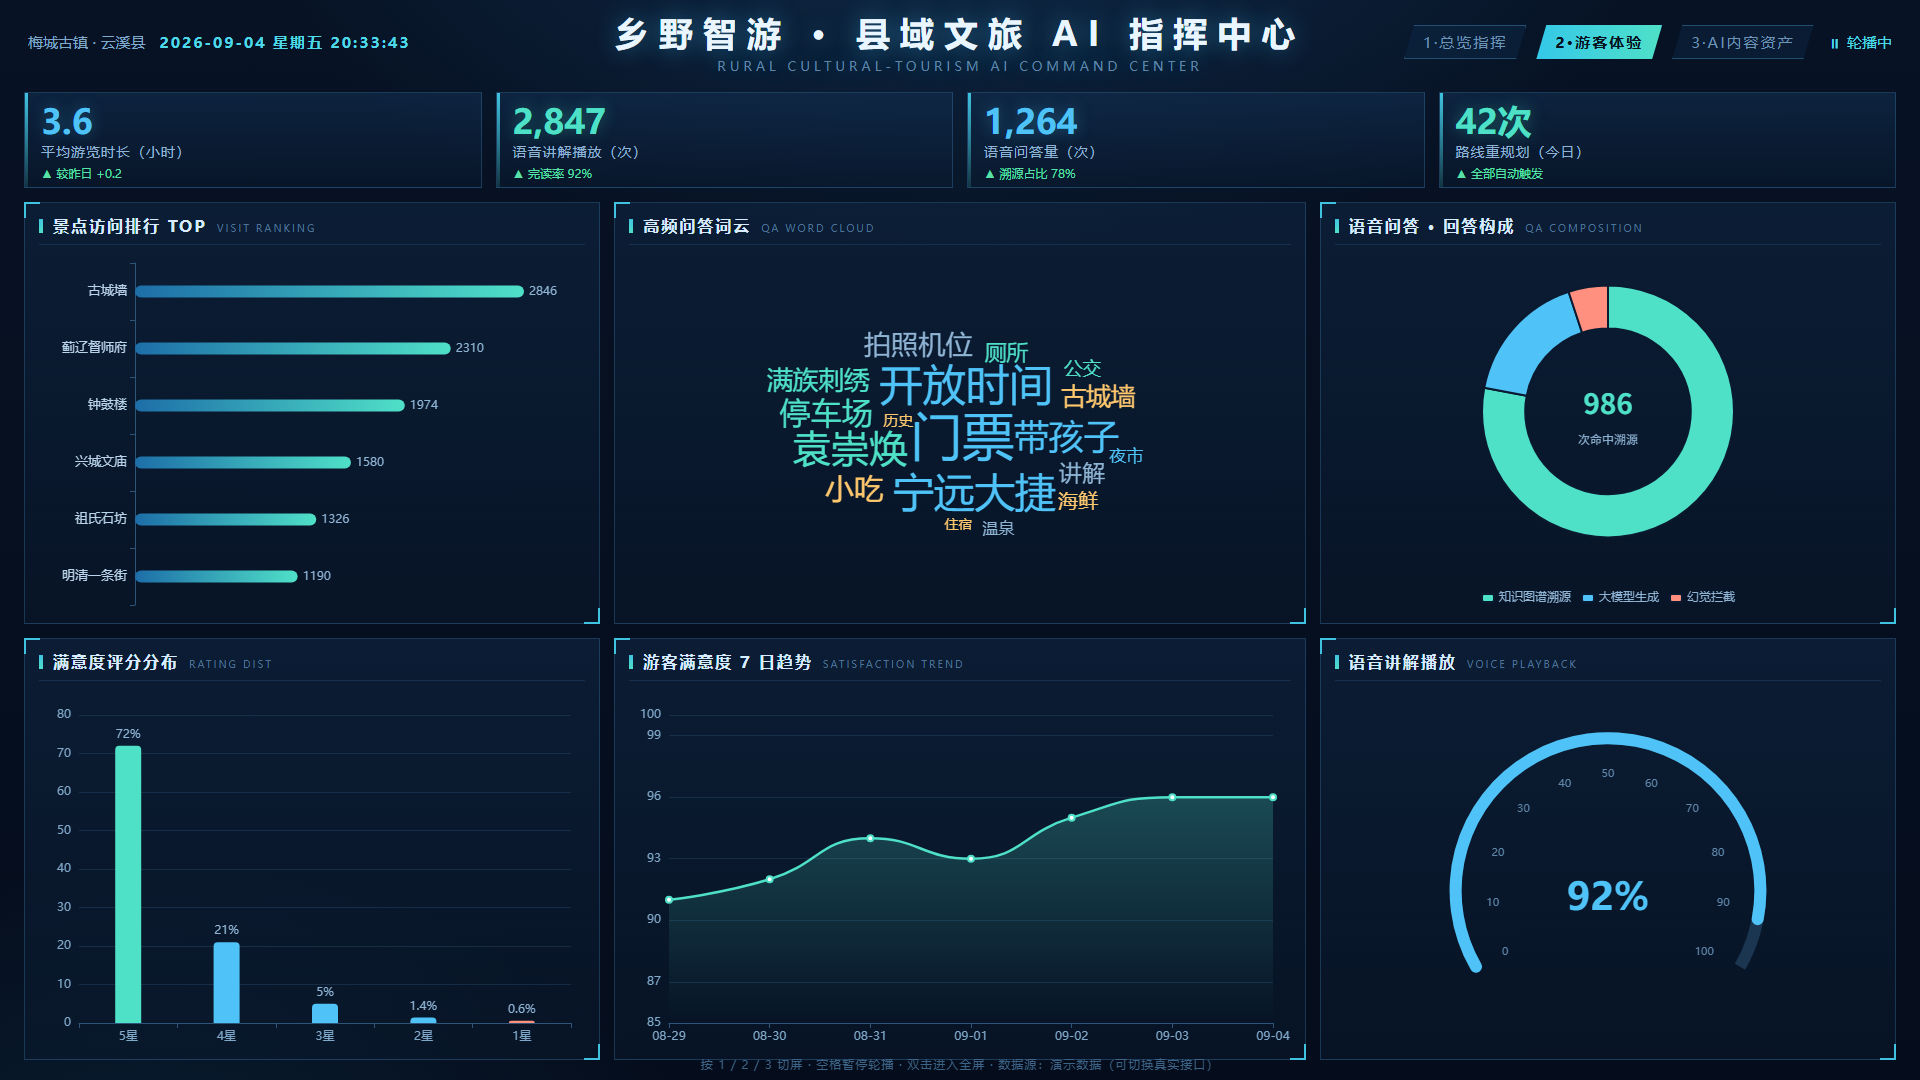 梅城古镇 · 云溪县 2026-09-04 星期五 20:33:43
乡野智游 · 县域文旅 AI 指挥中心
RURAL CULTURAL-TOURISM AI COMMAND CENTER
1·总览指挥 2·游客体验 3·AI内容资产 ⏸ 轮播中
3.6
平均游览时长（小时）
▲ 较昨日 +0.2
2,847
语音讲解播放（次）
▲ 完读率 92%
1,264
语音问答量（次）
▲ 溯源占比 78%
42次
路线重规划（今日）
▲ 全部自动触发
景点访问排行 TOP VISIT RANKING
古城墙 2846
蓟辽督师府 2310
钟鼓楼 1974
兴城文庙 1580
祖氏石坊 1326
明清一条街 1190
高频问答词云 QA WORD CLOUD
拍照机位 厕所
满族刺绣 开放时间 公交
古城墙
停车场 历史
袁崇焕 门票 带孩子
夜市
小吃 宁远大捷 讲解
海鲜
住宿 温泉
语音问答 · 回答构成 QA COMPOSITION
986
次命中溯源
知识图谱溯源 大模型生成 幻觉拦截
满意度评分分布 RATING DIST
80
70
60
50
40
30
20
10
0
72%
21%
5%
1.4%
0.6%
5星 4星 3星 2星 1星
游客满意度 7 日趋势 SATISFACTION TREND
100
99
96
93
90
87
85
08-29 08-30 08-31 09-01 09-02 09-03 09-04
语音讲解播放 VOICE PLAYBACK
0
10
20
30
40
50
60
70
80
90
100
92%
按 1 / 2 / 3 切屏 · 空格暂停轮播 · 双击进入全屏 · 数据源：演示数据（可切换真实接口）